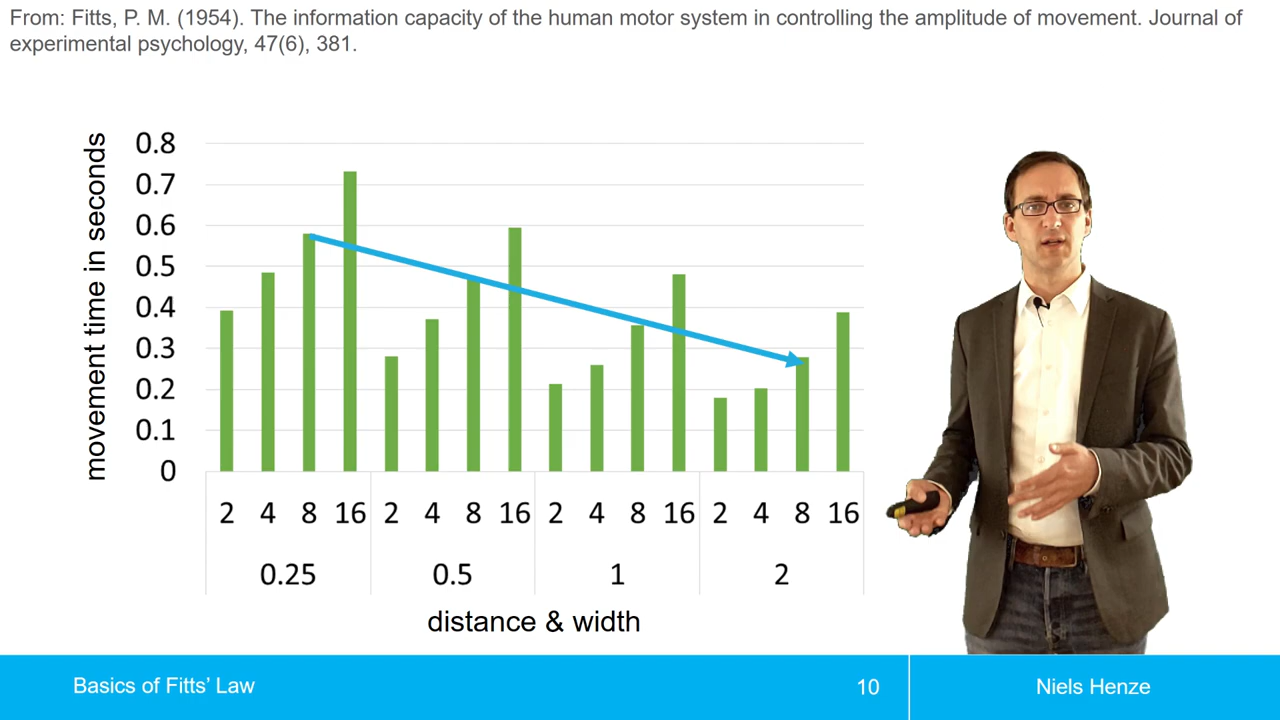 From: Fitts, P. M. (1954). The information capacity of the human motor system in controlling the amplitude of movement. Journal of
experimental psychology, 47(6), 381.
movement time in seconds
0.8
0.7
0.6
0.5
0.4
0.3
0.2
0.1
0
2 4 8 16 2 4 8 16 2 4 8 16 2 4 8 16
0.25 0.5 1 2
distance & width
Basics of Fitts’ Law 10 Niels Henze